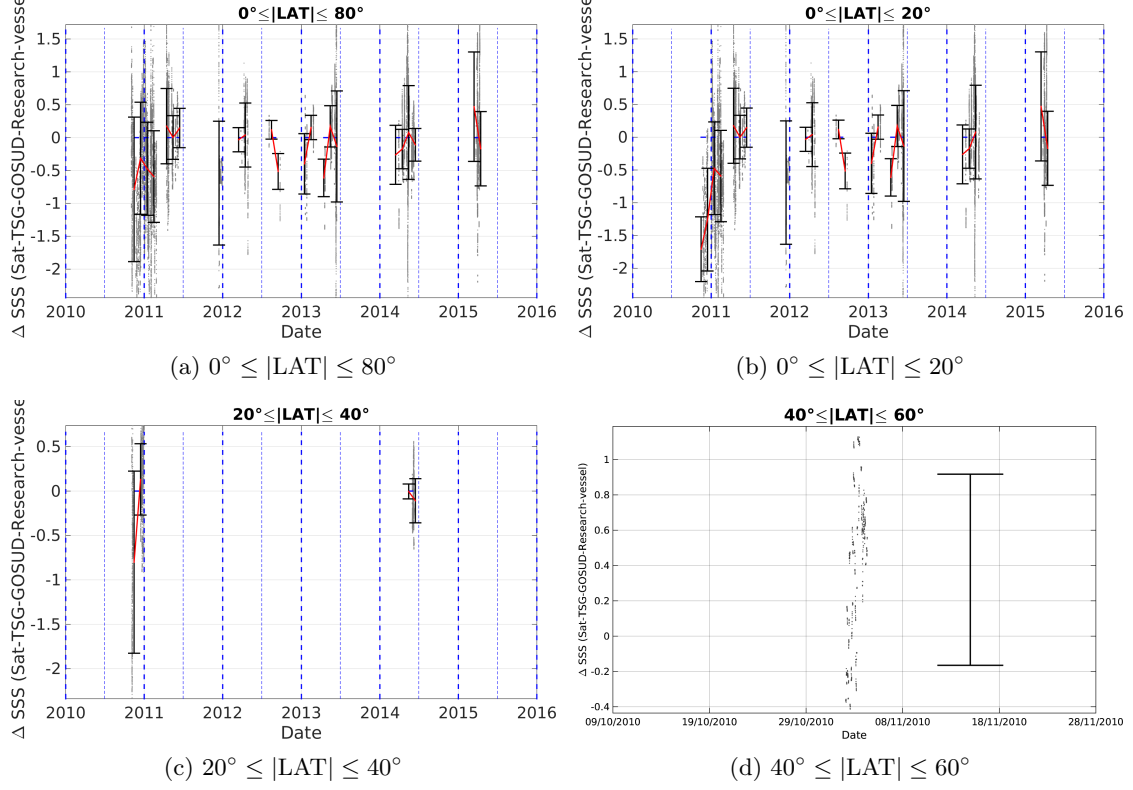 0°≤|LAT|≤ 80°
Δ SSS (Sat-TSG-GOSUD-Research-vesse
1.5
1
0.5
0
-0.5
-1
-1.5
-2
2010 2011 2012 2013 2014 2015 2016
Date
(a) 0° ≤ |LAT| ≤ 80°
0°≤|LAT|≤ 20°
Δ SSS (Sat-TSG-GOSUD-Research-vesse
1.5
1
0.5
0
-0.5
-1
-1.5
-2
2010 2011 2012 2013 2014 2015 2016
Date
(b) 0° ≤ |LAT| ≤ 20°
20°≤|LAT|≤ 40°
Δ SSS (Sat-TSG-GOSUD-Research-vesse
0.5
0
-0.5
-1
-1.5
-2
2010 2011 2012 2013 2014 2015 2016
Date
(c) 20° ≤ |LAT| ≤ 40°
40°≤|LAT|≤ 60°
Δ SSS (Sat-TSG-GOSUD-Research-vessel)
1
0.8
0.6
0.4
0.2
0
-0.2
-0.4
09/10/2010 19/10/2010 29/10/2010 08/11/2010 18/11/2010 28/11/2010
Date
(d) 40° ≤ |LAT| ≤ 60°